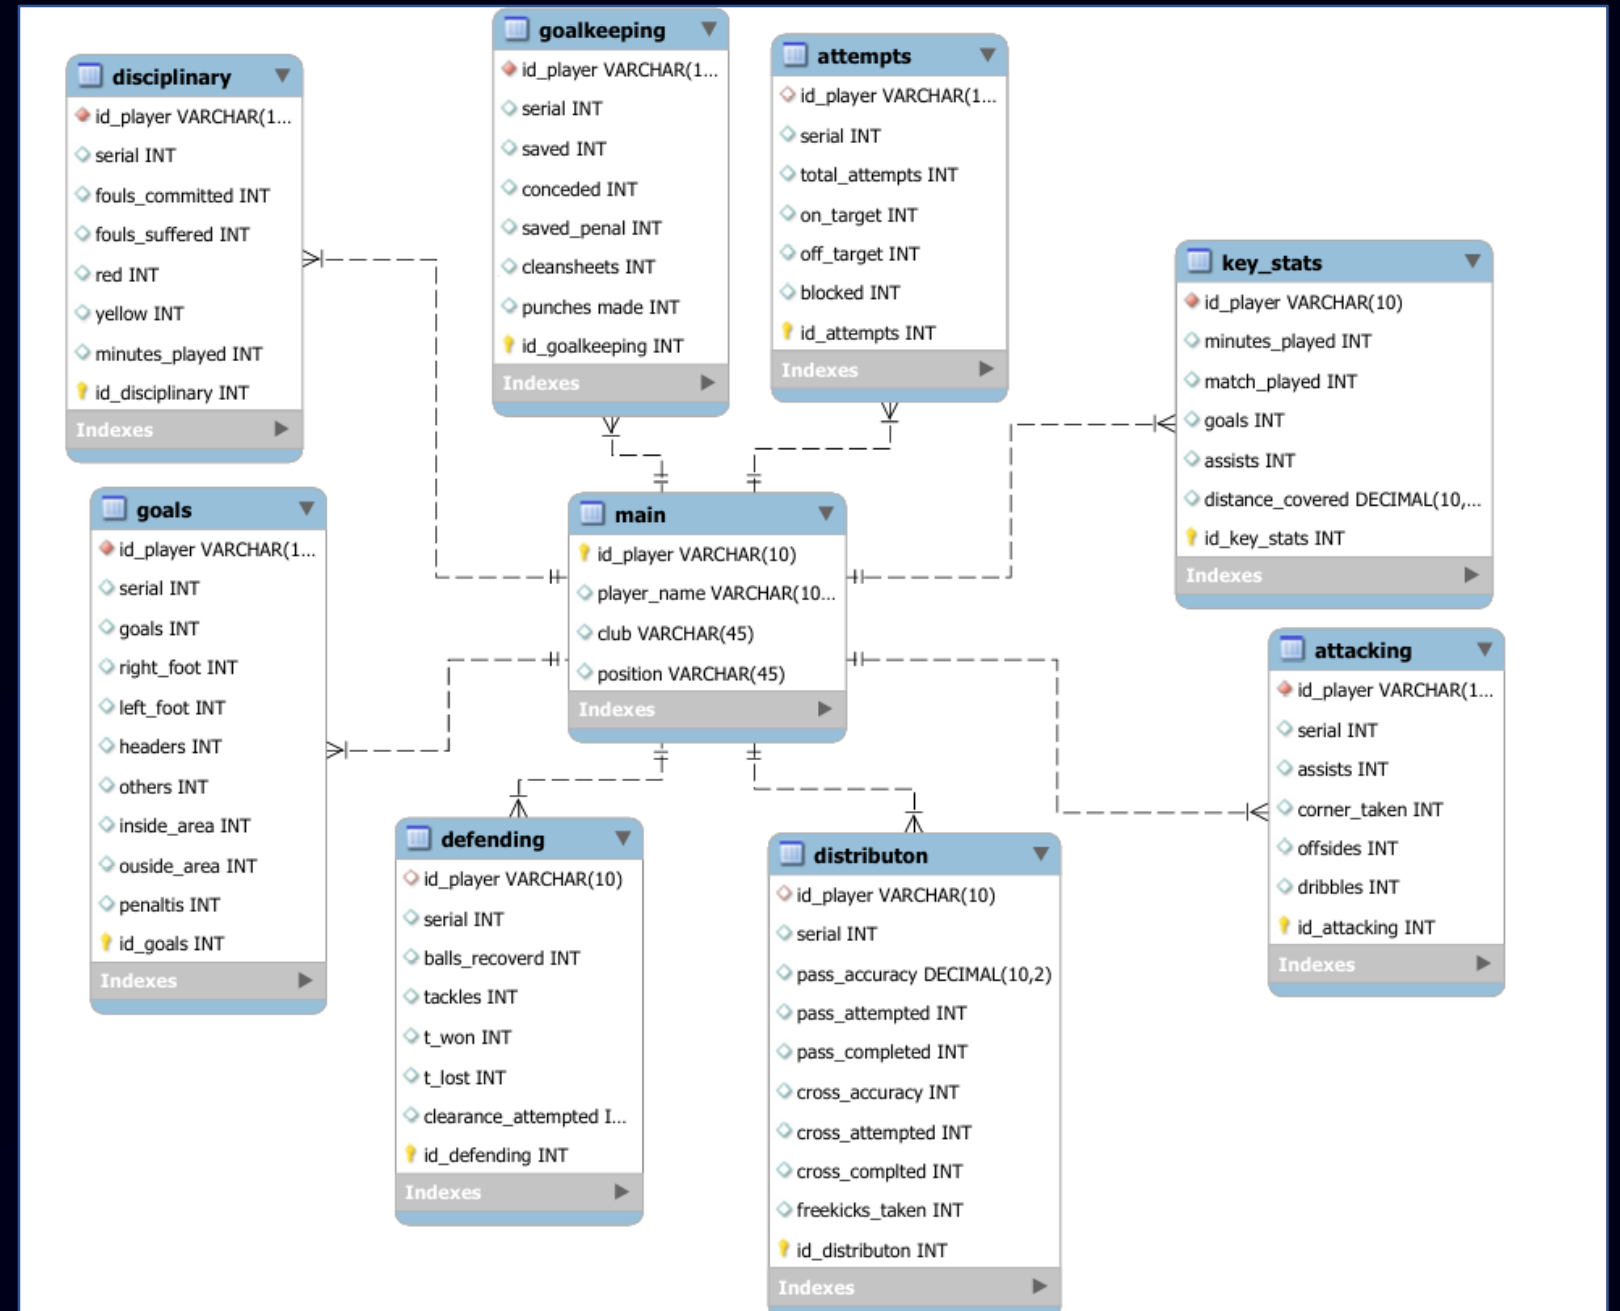 disciplinary
id_player VARCHAR(1...
serial INT
fouls_committed INT
fouls_suffered INT
red INT
yellow INT
minutes_played INT
id_disciplinary INT
Indexes
goalkeeping
id_player VARCHAR(1...
serial INT
saved INT
conceded INT
saved_penal INT
cleansheets INT
punches made INT
id_goalkeeping INT
Indexes
attempts
id_player VARCHAR(1...
serial INT
total_attempts INT
on_target INT
off_target INT
blocked INT
id_attempts INT
Indexes
key_stats
id_player VARCHAR(10)
minutes_played INT
match_played INT
goals INT
assists INT
distance_covered DECIMAL(10,...
id_key_stats INT
Indexes
goals
id_player VARCHAR(1...
serial INT
goals INT
right_foot INT
left_foot INT
headers INT
others INT
inside_area INT
ouside_area INT
penaltis INT
id_goals INT
Indexes
main
id_player VARCHAR(10)
player_name VARCHAR(10...
club VARCHAR(45)
position VARCHAR(45)
Indexes
attacking
id_player VARCHAR(1...
serial INT
assists INT
corner_taken INT
offsides INT
dribbles INT
id_attacking INT
Indexes
defending
id_player VARCHAR(10)
serial INT
balls_recoverd INT
tackles INT
t_won INT
t_lost INT
clearance_attempted I...
id_defending INT
Indexes
distributon
id_player VARCHAR(10)
serial INT
pass_accuracy DECIMAL(10,2)
pass_attempted INT
pass_completed INT
cross_accuracy INT
cross_attempted INT
cross_complted INT
freekicks_taken INT
id_distributon INT
Indexes